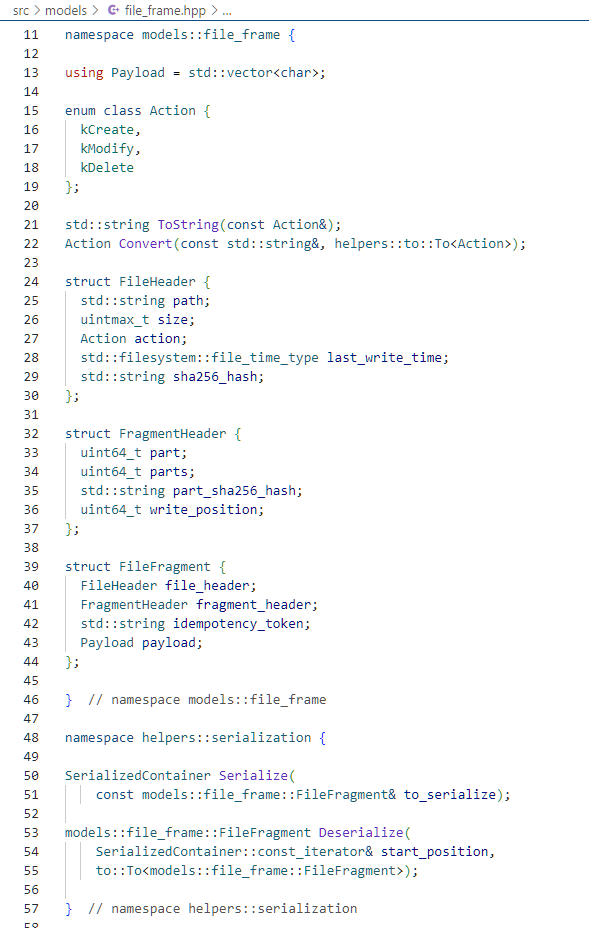 src > models > file_frame.hpp > ...
11 namespace models::file_frame {
12
13 using Payload = std::vector<char>;
14
15 enum class Action {
16   kCreate,
17   kModify,
18   kDelete
19 };
20
21 std::string ToString(const Action&);
22 Action Convert(const std::string&, helpers::to::To<Action>);
23
24 struct FileHeader {
25   std::string path;
26   uintmax_t size;
27   Action action;
28   std::filesystem::file_time_type last_write_time;
29   std::string sha256_hash;
30 };
31
32 struct FragmentHeader {
33   uint64_t part;
34   uint64_t parts;
35   std::string part_sha256_hash;
36   uint64_t write_position;
37 };
38
39 struct FileFragment {
40   FileHeader file_header;
41   FragmentHeader fragment_header;
42   std::string idempotency_token;
43   Payload payload;
44 };
45
46 }  // namespace models::file_frame
47
48 namespace helpers::serialization {
49
50 SerializedContainer Serialize(
51     const models::file_frame::FileFragment& to_serialize);
52
53 models::file_frame::FileFragment Deserialize(
54     SerializedContainer::const_iterator& start_position,
55     to::To<models::file_frame::FileFragment>);
56
57 }  // namespace helpers::serialization
58